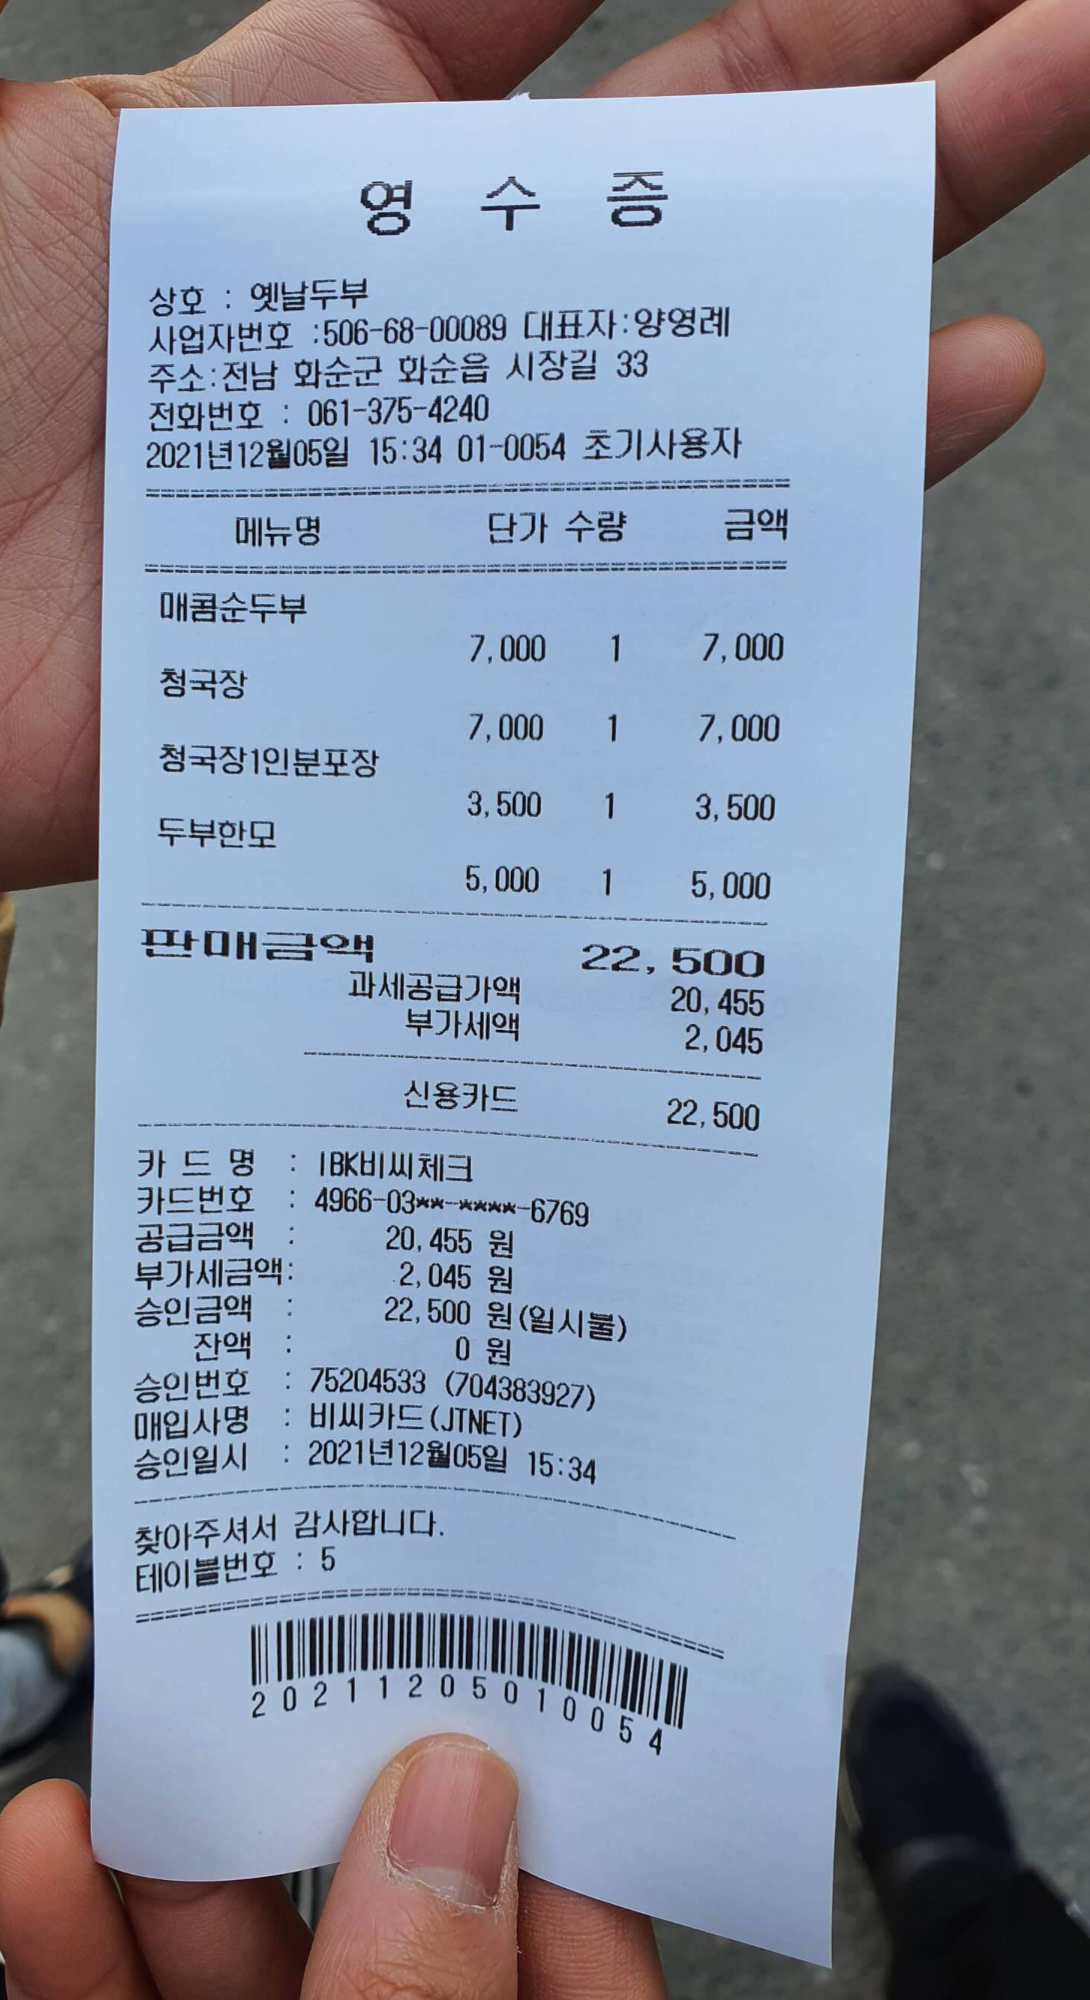 영 수 증
상호 : 옛날두부
사업자번호 :506-68-00089 대표자:양영례
주소:전남 화순군 화순읍 시장길 33
전화번호 : 061-375-4240
2021년12월05일 15:34 01-0054 초기사용자
메뉴명 단가 수량 금액
매콤순두부
7,000 1 7,000
청국장
7,000 1 7,000
청국장1인분포장
3,500 1 3,500
두부한모
5,000 1 5,000
판매금액 22,500
과세공급가액 20,455
부가세액 2,045
신용카드 22,500
카 드 명 : IBK비씨체크
카드번호 : 4966-03**-****-6769
공급금액 : 20,455 원
부가세금액: 2,045 원
승인금액 : 22,500 원(일시불)
잔액 : 0 원
승인번호 : 75204533 (704383927)
매입사명 : 비씨카드(JTNET)
승인일시 : 2021년12월05일 15:34
찾아주셔서 감사합니다.
테이블번호 : 5
20211205010054